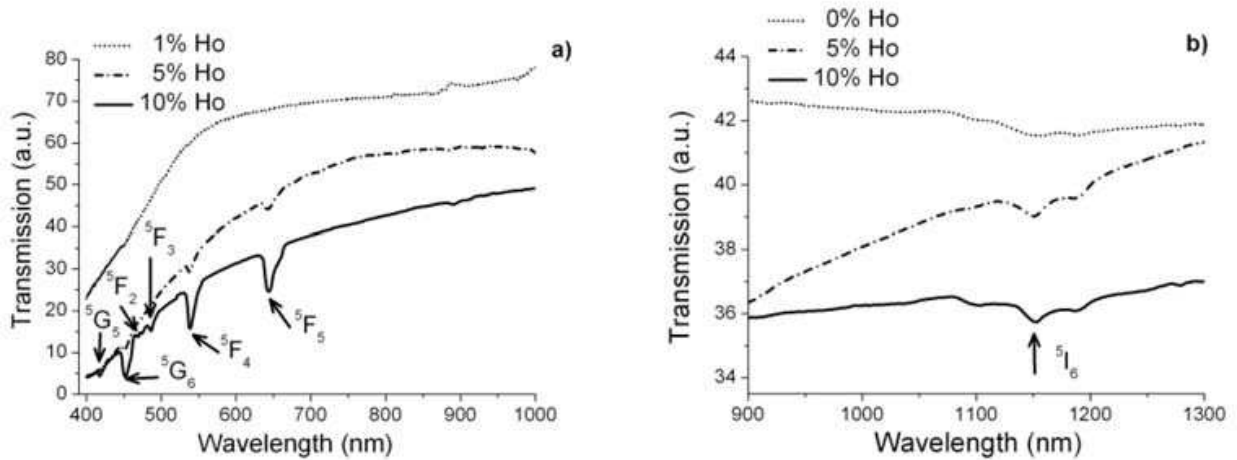 a)
1% Ho
5% Ho
10% Ho
80
70
60
50
40
30
20
10
0
Transmission (a.u.)
⁵F₃
⁵F₂
⁵G₅
⁵G₆
⁵F₄
⁵F₅
400 500 600 700 800 900 1000
Wavelength (nm)
b)
0% Ho
5% Ho
10% Ho
44
42
40
38
36
34
Transmission (a.u.)
⁵I₆
900 1000 1100 1200 1300
Wavelength (nm)